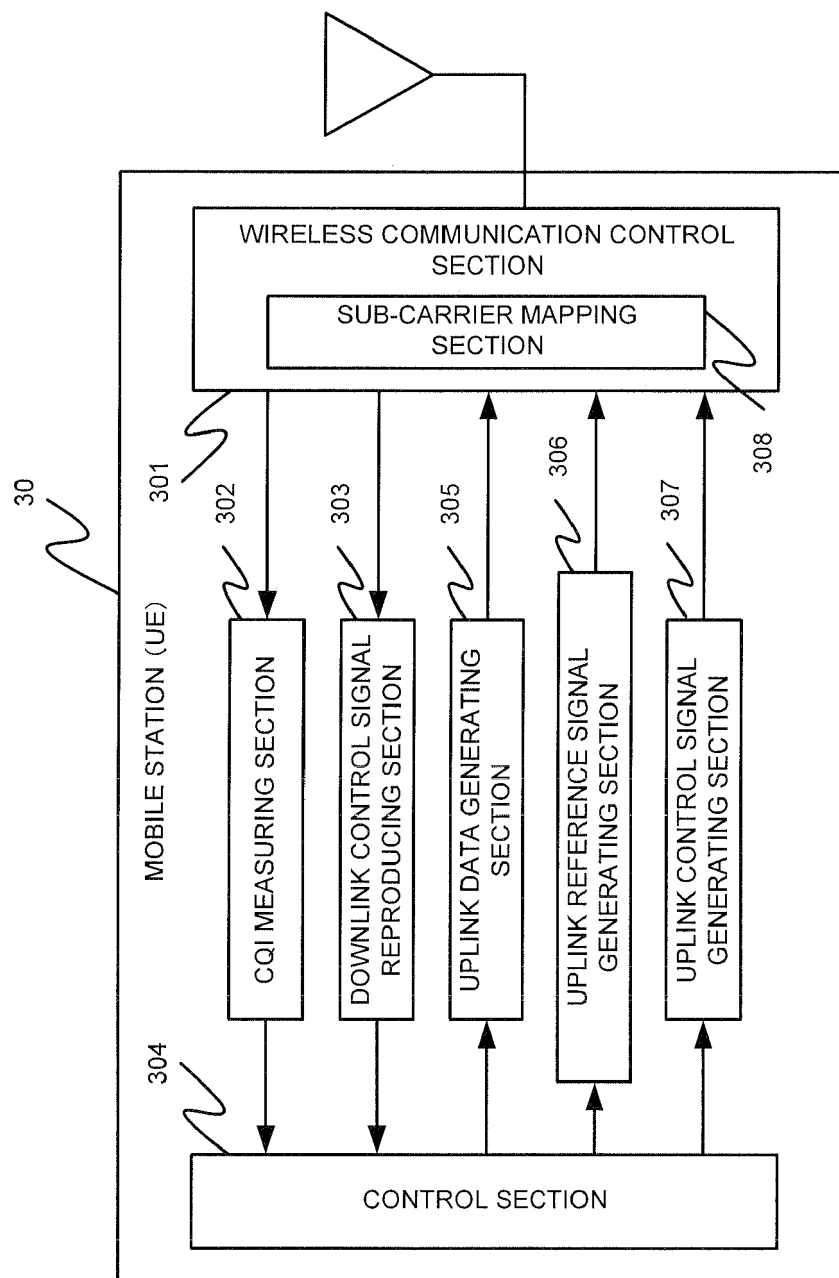 30
MOBILE STATION (UE)
301
WIRELESS COMMUNICATION CONTROL
SECTION
SUB-CARRIER MAPPING
SECTION
308
302
CQI MEASURING SECTION
303
DOWNLINK CONTROL SIGNAL
REPRODUCING SECTION
305
UPLINK DATA GENERATING
SECTION
306
UPLINK REFERENCE SIGNAL
GENERATING SECTION
307
UPLINK CONTROL SIGNAL
GENERATING SECTION
304
CONTROL SECTION